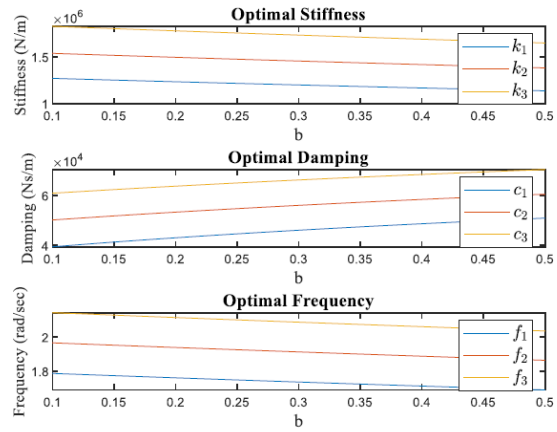 Optimal Stiffness
×10⁶
Stiffness (N/m)
1.5
1
k₁
k₂
k₃
0.1 0.15 0.2 0.25 0.3 0.35 0.4 0.45 0.5
b
Optimal Damping
×10⁴
Damping (Ns/m)
6
4
c₁
c₂
c₃
0.1 0.15 0.2 0.25 0.3 0.35 0.4 0.45 0.5
b
Optimal Frequency
Frequency (rad/sec)
2
1.8
f₁
f₂
f₃
0.1 0.15 0.2 0.25 0.3 0.35 0.4 0.45 0.5
b